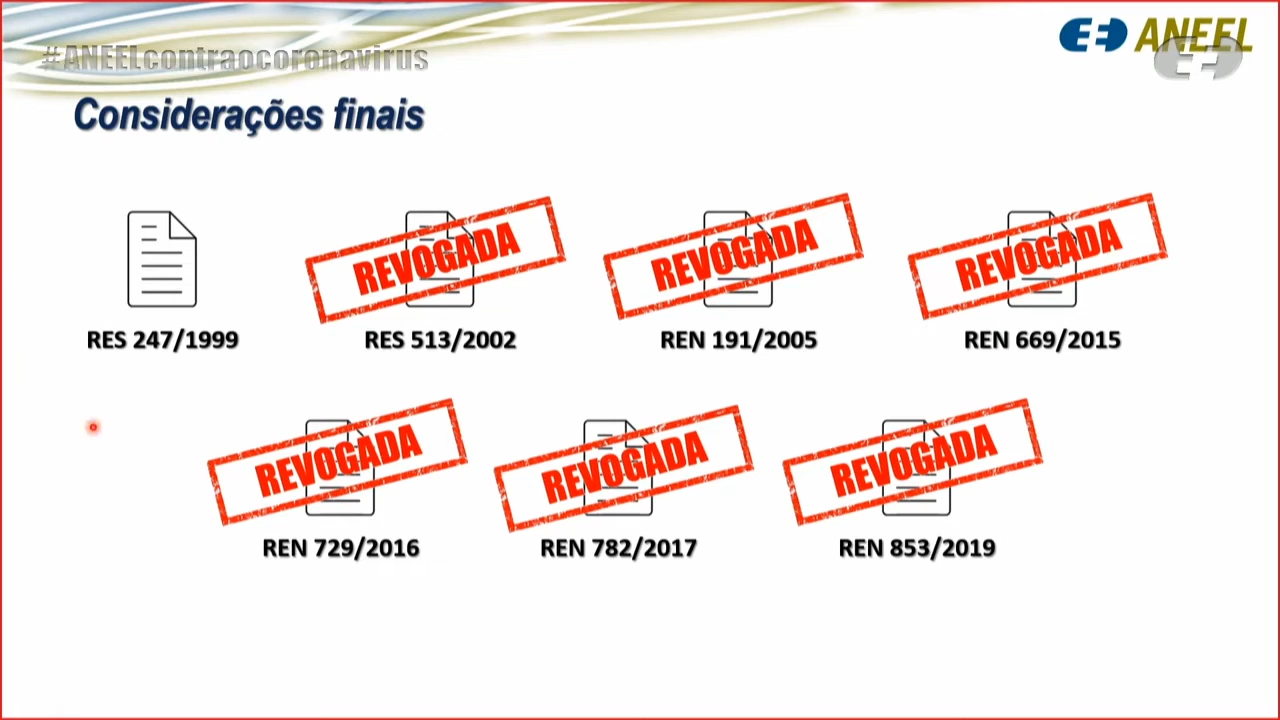 #ANEELcontraocoronavirus
ANEEL
Considerações finais
REVOGADA
REVOGADA
REVOGADA
RES 247/1999
RES 513/2002
REN 191/2005
REN 669/2015
REVOGADA
REVOGADA
REVOGADA
REN 729/2016
REN 782/2017
REN 853/2019